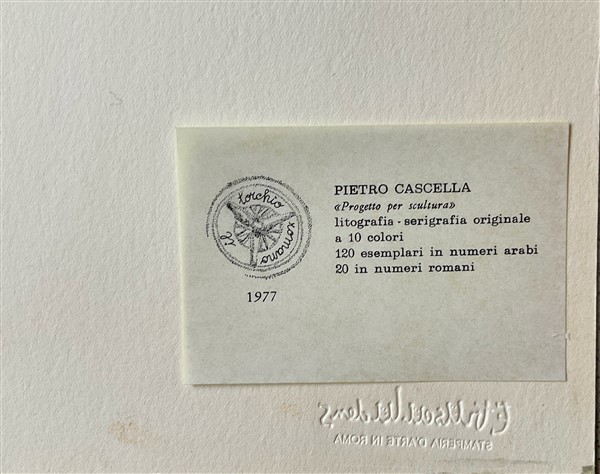 il torchio romano
1977
PIETRO CASCELLA
«Progetto per scultura»
litografia - serigrafia originale
a 10 colori
120 esemplari in numeri arabi
20 in numeri romani
STAMPERIA D'ARTE IN ROMA